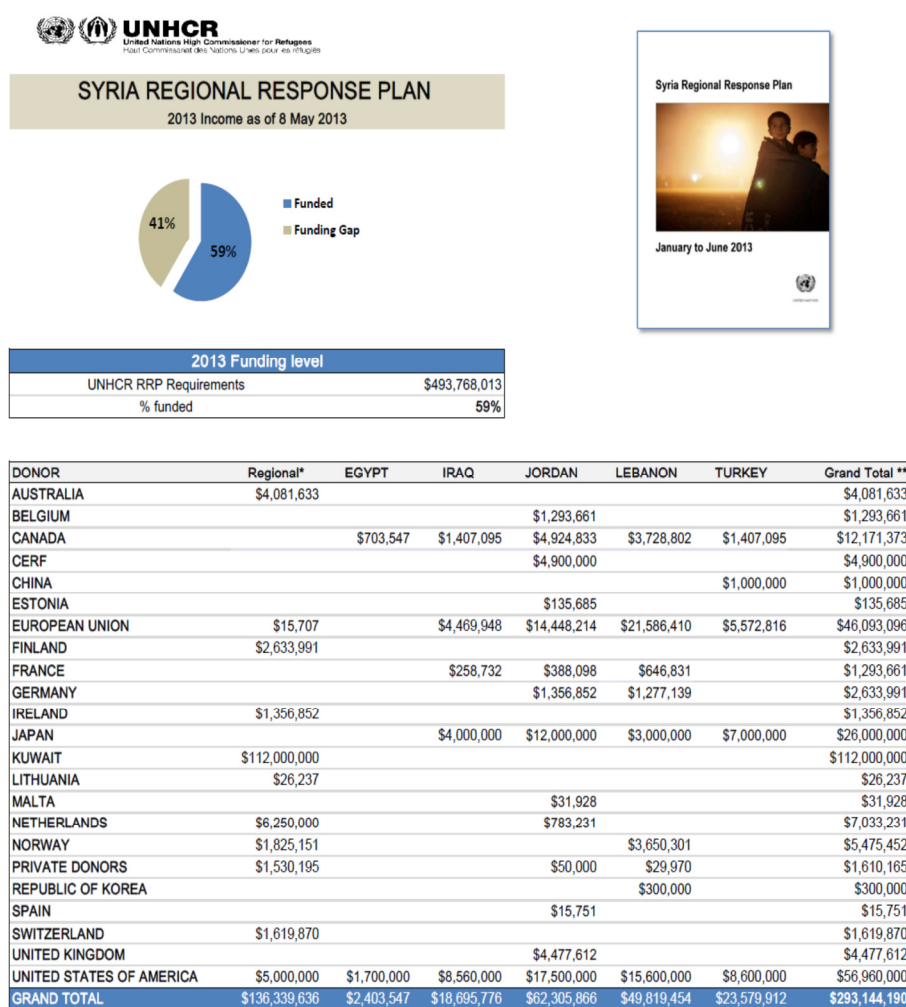 UNHCR
United Nations High Commissioner for Refugees
Haut Commissariat des Nations Unies pour les réfugiés
SYRIA REGIONAL RESPONSE PLAN
2013 Income as of 8 May 2013
41%
59%
Funded
Funding Gap
Syria Regional Response Plan
January to June 2013
2013 Funding level
UNHCR RRP Requirements $493,768,013
% funded 59%
DONOR Regional* EGYPT IRAQ JORDAN LEBANON TURKEY Grand Total **
AUSTRALIA $4,081,633 $4,081,633
BELGIUM $1,293,661 $1,293,661
CANADA $703,547 $1,407,095 $4,924,833 $3,728,802 $1,407,095 $12,171,373
CERF $4,900,000 $4,900,000
CHINA $1,000,000 $1,000,000
ESTONIA $135,685 $135,685
EUROPEAN UNION $15,707 $4,469,948 $14,448,214 $21,586,410 $5,572,816 $46,093,096
FINLAND $2,633,991 $2,633,991
FRANCE $258,732 $388,098 $646,831 $1,293,661
GERMANY $1,356,852 $1,277,139 $2,633,991
IRELAND $1,356,852 $1,356,852
JAPAN $4,000,000 $12,000,000 $3,000,000 $7,000,000 $26,000,000
KUWAIT $112,000,000 $112,000,000
LITHUANIA $26,237 $26,237
MALTA $31,928 $31,928
NETHERLANDS $6,250,000 $783,231 $7,033,231
NORWAY $1,825,151 $3,650,301 $5,475,452
PRIVATE DONORS $1,530,195 $50,000 $29,970 $1,610,165
REPUBLIC OF KOREA $300,000 $300,000
SPAIN $15,751 $15,751
SWITZERLAND $1,619,870 $1,619,870
UNITED KINGDOM $4,477,612 $4,477,612
UNITED STATES OF AMERICA $5,000,000 $1,700,000 $8,560,000 $17,500,000 $15,600,000 $8,600,000 $56,960,000
GRAND TOTAL $136,339,636 $2,403,547 $18,695,776 $62,305,866 $49,819,454 $23,579,912 $293,144,190